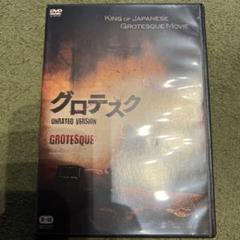 DVD
KING OF JAPANESE
GROTESQUE MOVIE
グロテスク
UNRATED VERSION
GROTESQUE